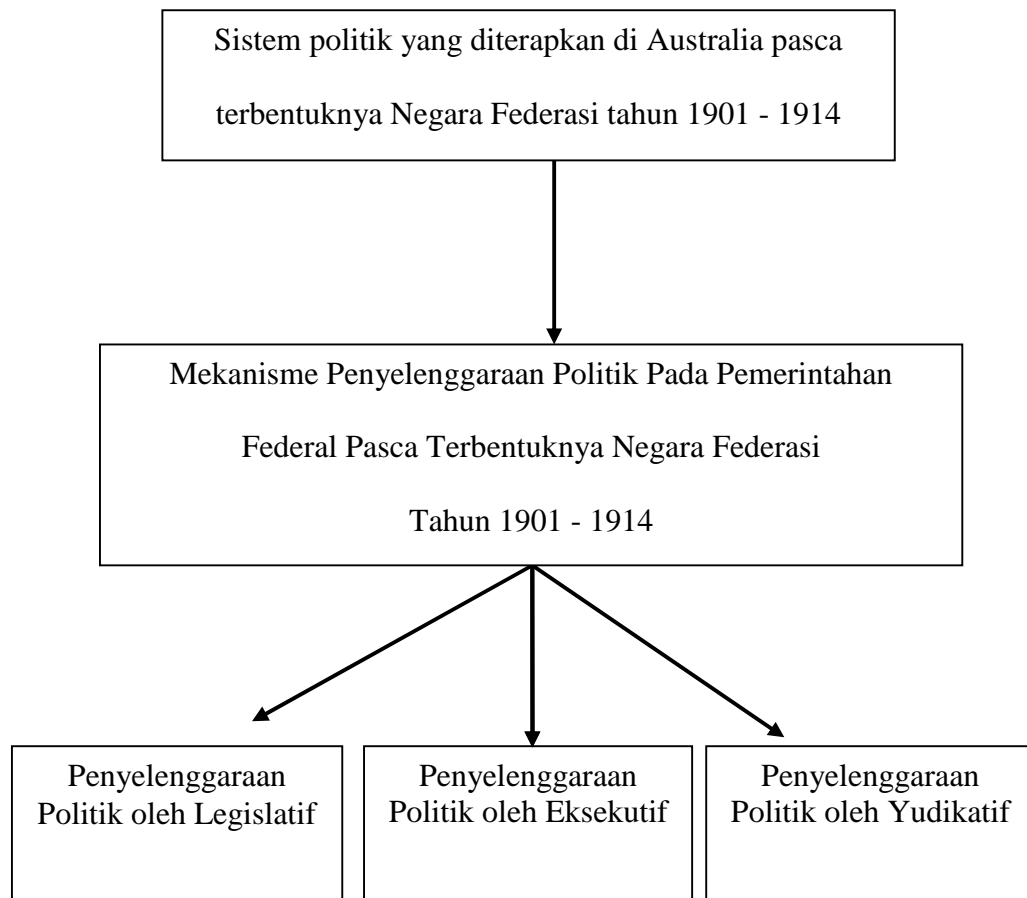 Sistem politik yang diterapkan di Australia pasca
terbentuknya Negara Federasi tahun 1901 - 1914
Mekanisme Penyelenggaraan Politik Pada Pemerintahan
Federal Pasca Terbentuknya Negara Federasi
Tahun 1901 - 1914
Penyelenggaraan
Politik oleh Legislatif
Penyelenggaraan
Politik oleh Eksekutif
Penyelenggaraan
Politik oleh Yudikatif